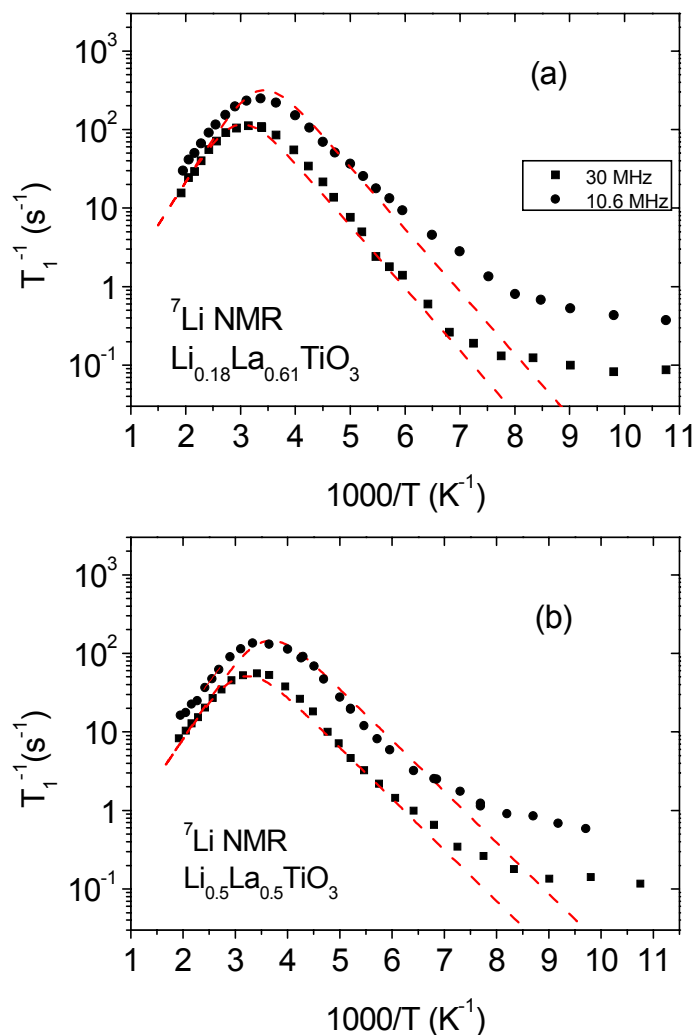 (a)
10³
10²
10¹
10⁰
10⁻¹
T₁⁻¹ (s⁻¹)
30 MHz
10.6 MHz
⁷Li NMR
Li₀.₁₈La₀.₆₁TiO₃
1 2 3 4 5 6 7 8 9 10 11
1000/T (K⁻¹)
(b)
10³
10²
10¹
10⁰
10⁻¹
T₁⁻¹(s⁻¹)
⁷Li NMR
Li₀.₅La₀.₅TiO₃
1 2 3 4 5 6 7 8 9 10 11
1000/T (K⁻¹)